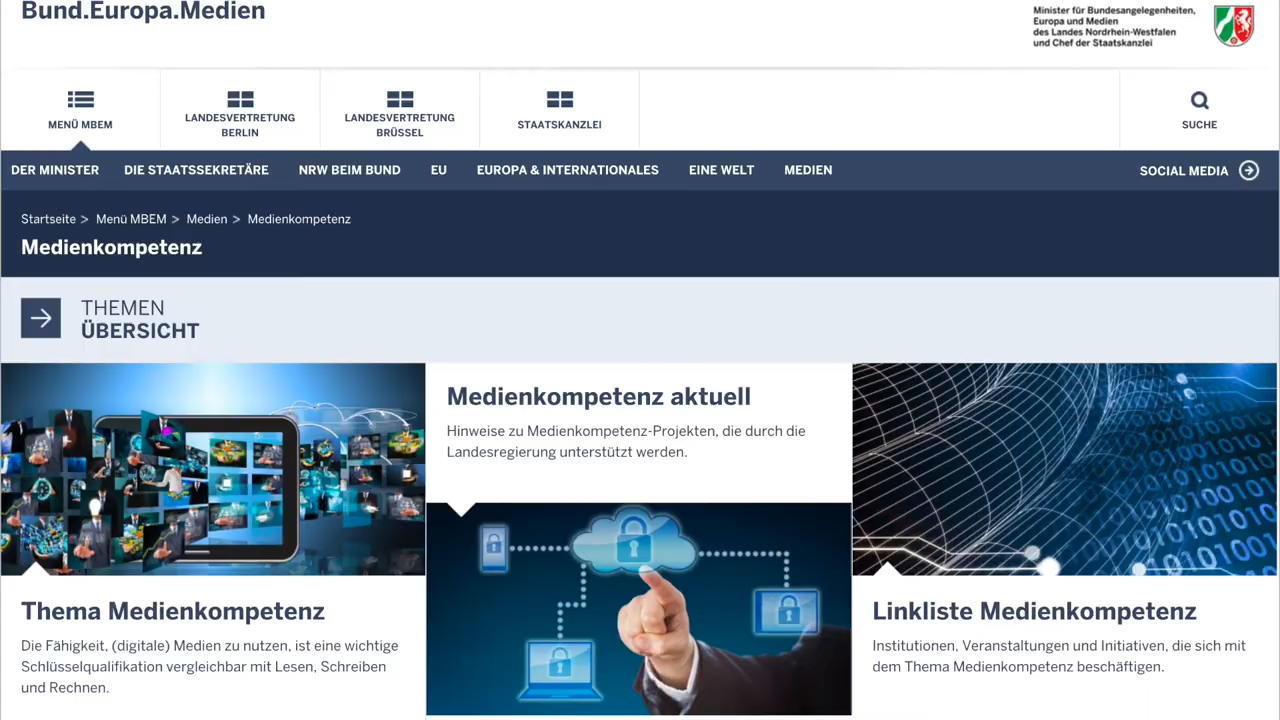 Bund.Europa.Medien
Minister für Bundesangelegenheiten,
Europa und Medien
des Landes Nordrhein-Westfalen
und Chef der Staatskanzlei
MENÜ MBEM
LANDESVERTRETUNG
BERLIN
LANDESVERTRETUNG
BRÜSSEL
STAATSKANZLEI
SUCHE
DER MINISTER DIE STAATSSEKRETÄRE NRW BEIM BUND EU EUROPA & INTERNATIONALES EINE WELT MEDIEN SOCIAL MEDIA
Startseite > Menü MBEM > Medien > Medienkompetenz
Medienkompetenz
THEMEN
ÜBERSICHT
Thema Medienkompetenz
Die Fähigkeit, (digitale) Medien zu nutzen, ist eine wichtige
Schlüsselqualifikation vergleichbar mit Lesen, Schreiben
und Rechnen.
Medienkompetenz aktuell
Hinweise zu Medienkompetenz-Projekten, die durch die
Landesregierung unterstützt werden.
Linkliste Medienkompetenz
Institutionen, Veranstaltungen und Initiativen, die sich mit
dem Thema Medienkompetenz beschäftigen.